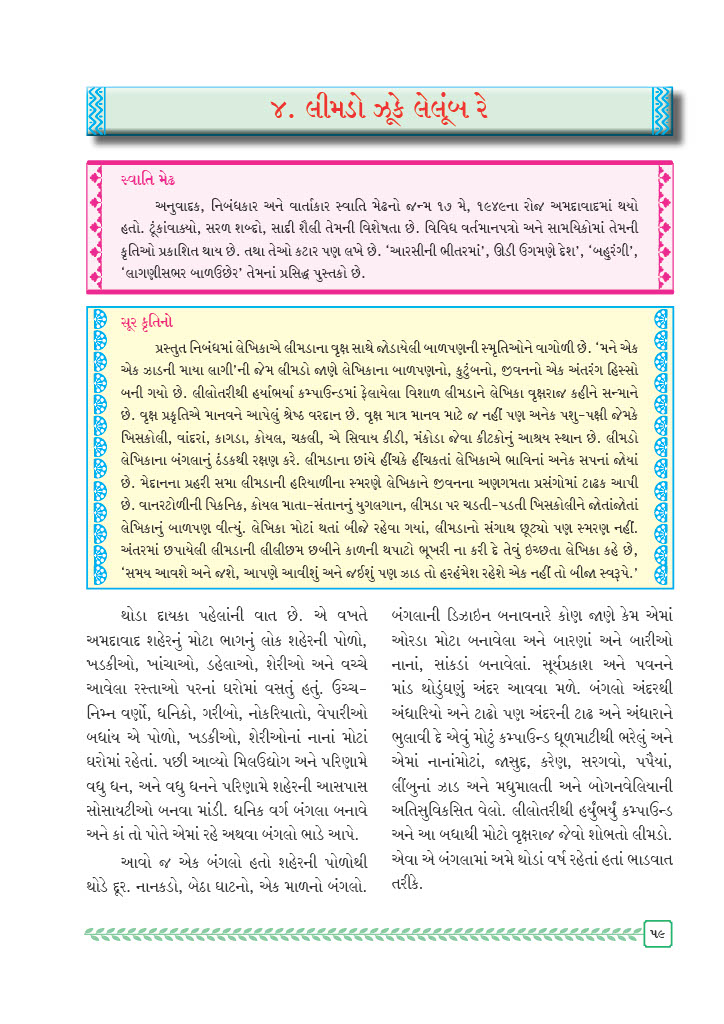 ૪. લીમડો ઝૂકે લેલૂંબ રે
સ્વાતિ મેઢ
અનુવાદક, નિબંધકાર અને વાર્તાકાર સ્વાતિ મેઢનો જન્મ ૧૭ મે, ૧૯૪૯ના રોજ અમદાવાદમાં થયો
હતો. ટૂંકાંવાક્યો, સરળ શબ્દો, સાદી શૈલી તેમની વિશેષતા છે. વિવિધ વર્તમાનપત્રો અને સામયિકોમાં તેમની
કૃતિઓ પ્રકાશિત થાય છે. તથા તેઓ કટાર પણ લખે છે. ‘આરસીની ભીતરમાં’, ઊડી ઉગમણે દેશ’, ‘બહુરંગી’,
‘લાગણીસભર બાળઉછેર’ તેમનાં પ્રસિદ્ધ પુસ્તકો છે.
સૂર કૃતિનો
પ્રસ્તુત નિબંધમાં લેખિકાએ લીમડાના વૃક્ષ સાથે જોડાયેલી બાળપણની સ્મૃતિઓને વાગોળી છે. ‘મને એક
એક ઝાડની માયા લાગી’ની જેમ લીમડો જાણે લેખિકાના બાળપણનો, કુટુંબનો, જીવનનો એક અંતરંગ હિસ્સો
બની ગયો છે. લીલોતરીથી હર્યાભર્યા કમ્પાઉન્ડમાં ફેલાયેલા વિશાળ લીમડાને લેખિકા વૃક્ષરાજ કહીને સન્માને
છે. વૃક્ષ પ્રકૃતિએ માનવને આપેલું શ્રેષ્ઠ વરદાન છે. વૃક્ષ માત્ર માનવ માટે જ નહીં પણ અનેક પશુ-પક્ષી જેમકે
ખિસકોલી, વાંદરાં, કાગડા, કોયલ, ચકલી, એ સિવાય કીડી, મંકોડા જેવા કીટકોનું આશ્રય સ્થાન છે. લીમડો
લેખિકાના બંગલાનું ઠંડકથી રક્ષણ કરે. લીમડાના છાંયે હીંચકે હીંચકતાં લેખિકાએ ભાવિનાં અનેક સપનાં જોયાં
છે. મેદાનના પ્રહરી સમા લીમડાની હરિયાળીના સ્મરણે લેખિકાને જીવનના અણગમતા પ્રસંગોમાં ટાઢક આપી
છે. વાનરટોળીની પિકનિક, કોયલ માતા-સંતાનનું યુગલગાન, લીમડા પર ચડતી-પડતી ખિસકોલીને જોતાંજોતાં
લેખિકાનું બાળપણ વીત્યું. લેખિકા મોટાં થતાં બીજે રહેવા ગયાં, લીમડાનો સંગાથ છૂટ્યો પણ સ્મરણ નહીં.
અંતરમાં છપાયેલી લીમડાની લીલીછમ છબીને કાળની થપાટો ભૂખરી ના કરી દે તેવું ઇચ્છતા લેખિકા કહે છે,
‘સમય આવશે અને જશે, આપણે આવીશું અને જઈશું પણ ઝાડ તો હરહંમેશ રહેશે એક નહીં તો બીજા સ્વરૂપે.’
થોડા દાયકા પહેલાંની વાત છે. એ વખતે
અમદાવાદ શહેરનું મોટા ભાગનું લોક શહેરની પોળો,
ખડકીઓ, ખાંચાઓ, ડહેલાઓ, શેરીઓ અને વચ્ચે
આવેલા રસ્તાઓ પરનાં ઘરોમાં વસતું હતું. ઉચ્ચ-
નિમ્ન વર્ણો, ધનિકો, ગરીબો, નોકરિયાતો, વેપારીઓ
બધાંય એ પોળો, ખડકીઓ, શેરીઓનાં નાનાં મોટાં
ઘરોમાં રહેતાં. પછી આવ્યો મિલઉદ્યોગ અને પરિણામે
વધુ ધન, અને વધુ ધનને પરિણામે શહેરની આસપાસ
સોસાયટીઓ બનવા માંડી. ધનિક વર્ગ બંગલા બનાવે
અને કાં તો પોતે એમાં રહે અથવા બંગલો ભાડે આપે.
આવો જ એક બંગલો હતો શહેરની પોળોથી
થોડે દૂર. નાનકડો, બેઠા ઘાટનો, એક માળનો બંગલો.
બંગલાની ડિઝાઇન બનાવનારે કોણ જાણે કેમ એમાં
ઓરડા મોટા બનાવેલા અને બારણાં અને બારીઓ
નાનાં, સાંકડાં બનાવેલાં. સૂર્યપ્રકાશ અને પવનને
માંડ થોડુંઘણું અંદર આવવા મળે. બંગલો અંદરથી
અંધારિયો અને ટાઢો પણ અંદરની ટાઢ અને અંધારાને
ભુલાવી દે એવું મોટું કમ્પાઉન્ડ ધૂળમાટીથી ભરેલું અને
એમાં નાનાંમોટાં, જાસુદ, કરેણ, સરગવો, પપૈયાં,
લીંબુનાં ઝાડ અને મધુમાલતી અને બોગનવેલિયાની
અતિસુવિકસિત વેલો. લીલોતરીથી હર્યુંભર્યું કમ્પાઉન્ડ
અને આ બધાથી મોટો વૃક્ષરાજ જેવો શોભતો લીમડો.
એવા એ બંગલામાં અમે થોડાં વર્ષ રહેતાં હતાં ભાડવાત
તરીકે.
૫૯